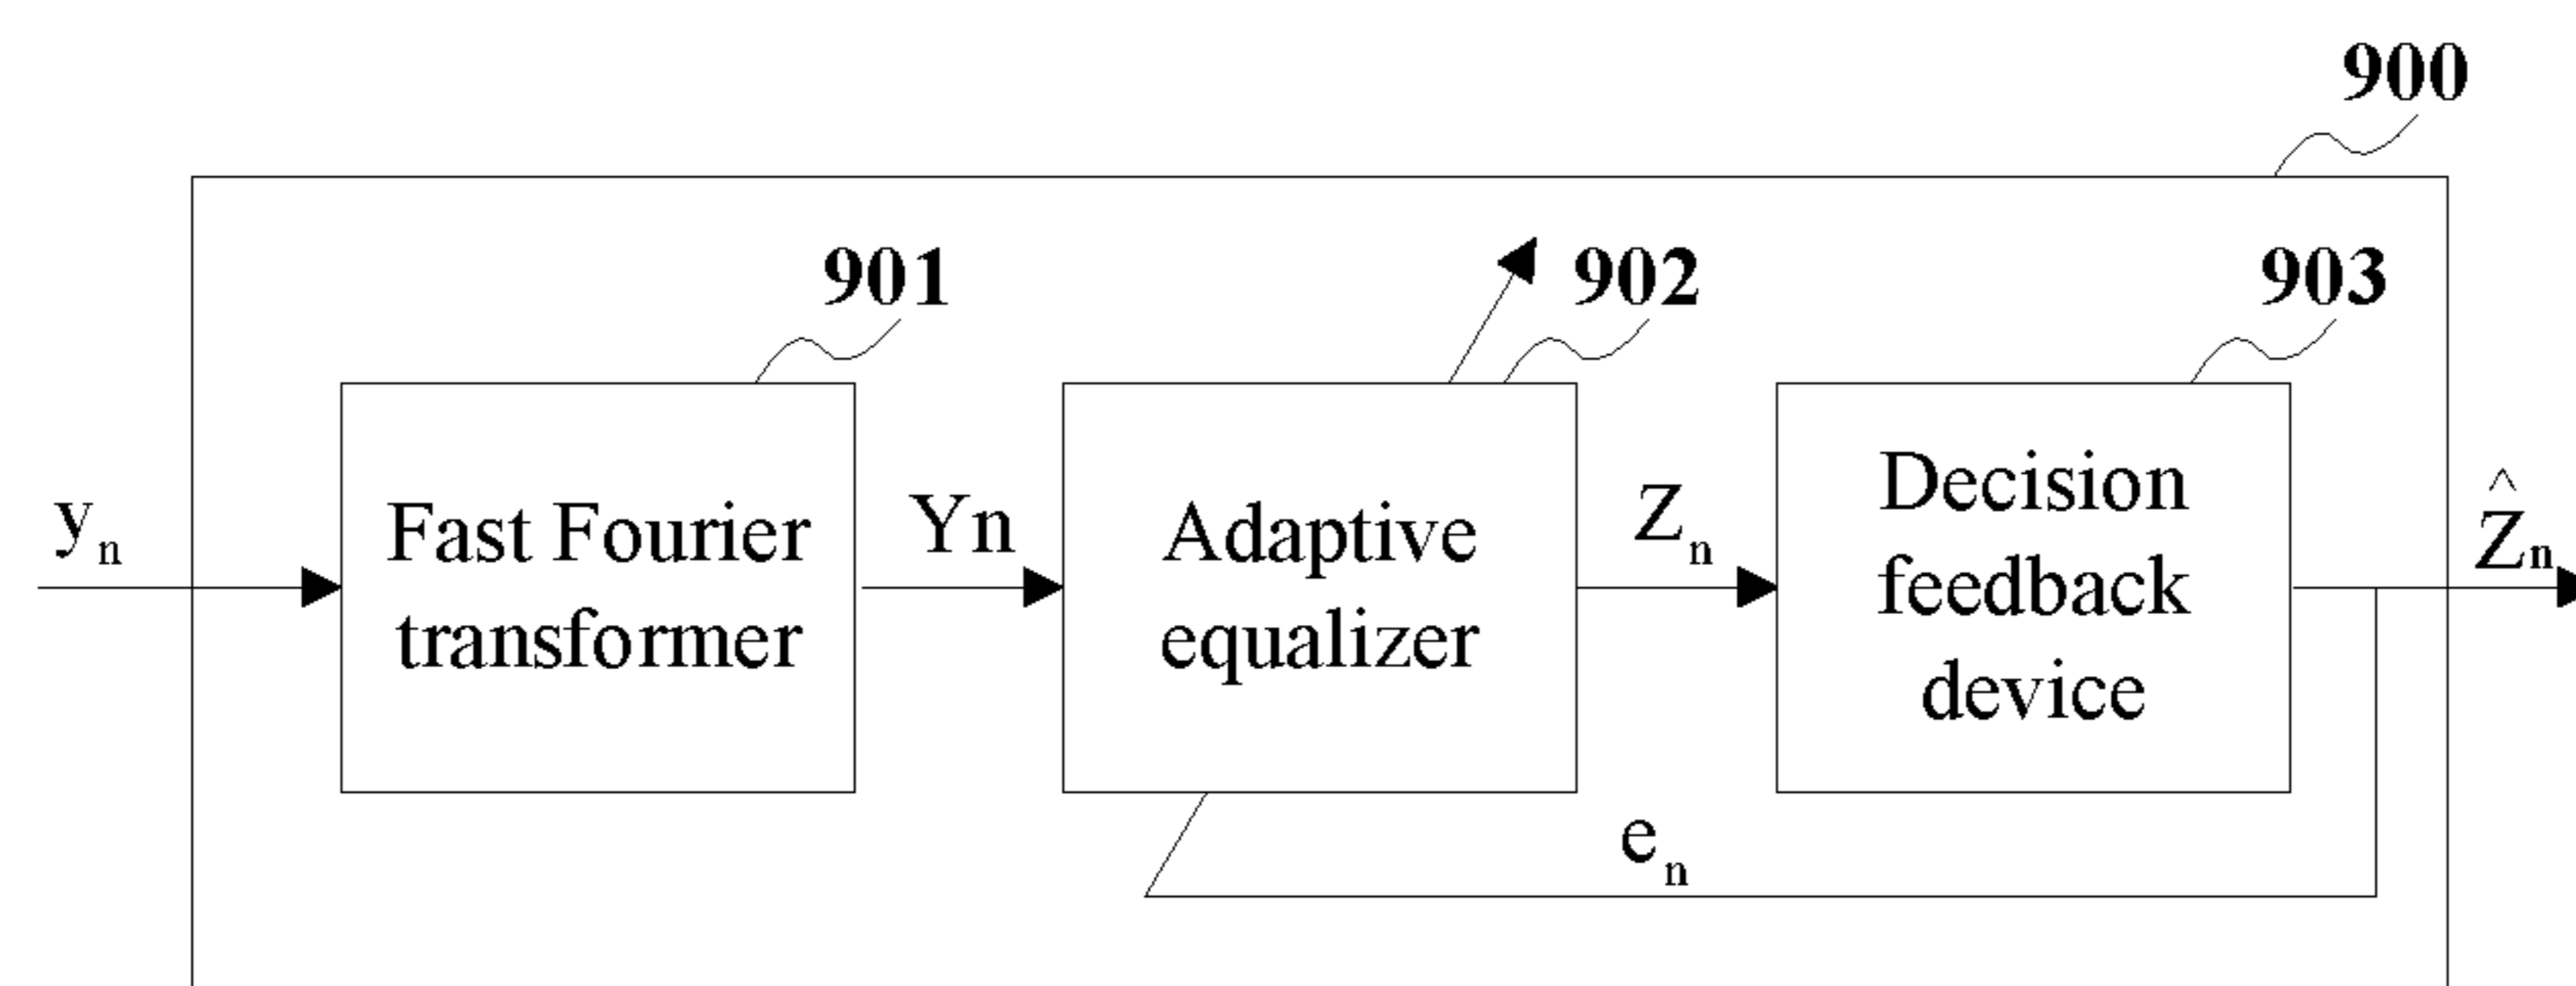 900
901
902
903
yn
Fast Fourier
transformer
Yn
Adaptive
equalizer
Zn
Decision
feedback
device
Ẑn
en